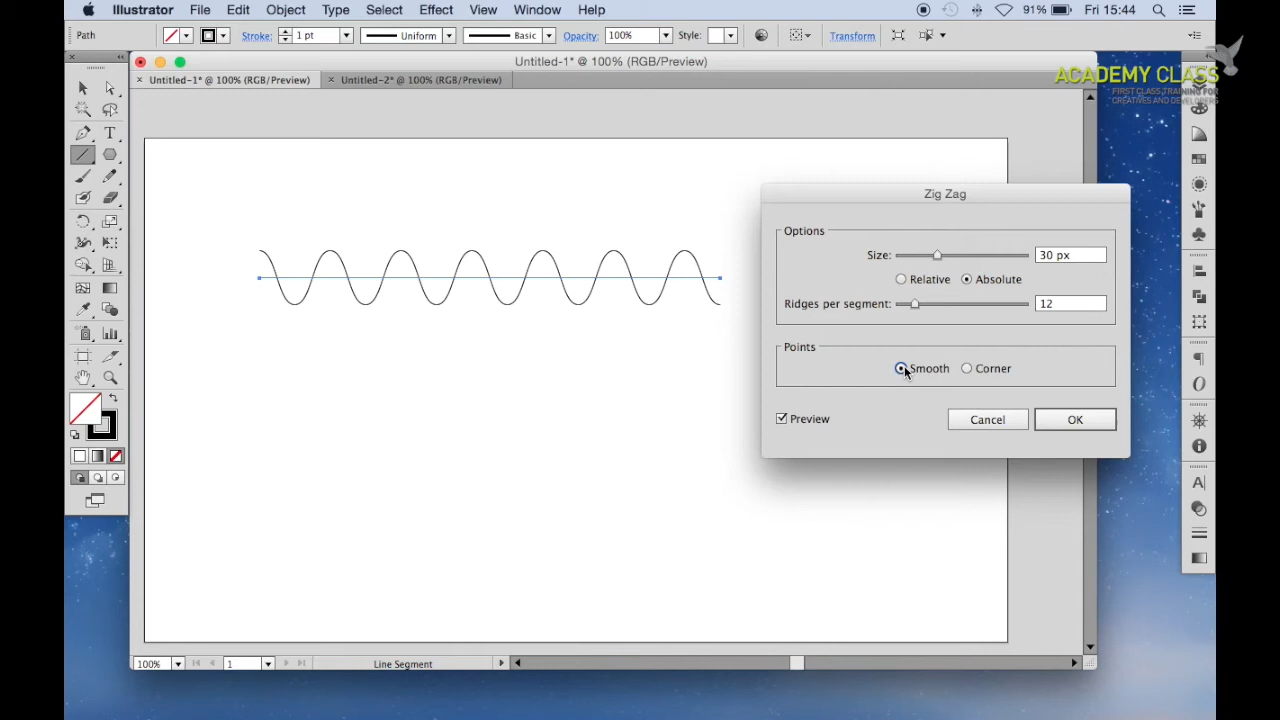 Illustrator File Edit Object Type Select Effect View Window Help 91% Fri 15:44
Path Stroke: 1 pt Uniform Basic Opacity: 100% Style: Transform
Untitled-1* @ 100% (RGB/Preview)
Untitled-1* @ 100% (RGB/Preview) Untitled-2* @ 100% (RGB/Preview)
ACADEMY CLASS
FIRST CLASS TRAINING FOR
CREATIVES AND DEVELOPERS
Zig Zag
Options
Size: 30 px
Relative Absolute
Ridges per segment: 12
Points
Smooth Corner
Preview Cancel OK
100% 1 Line Segment